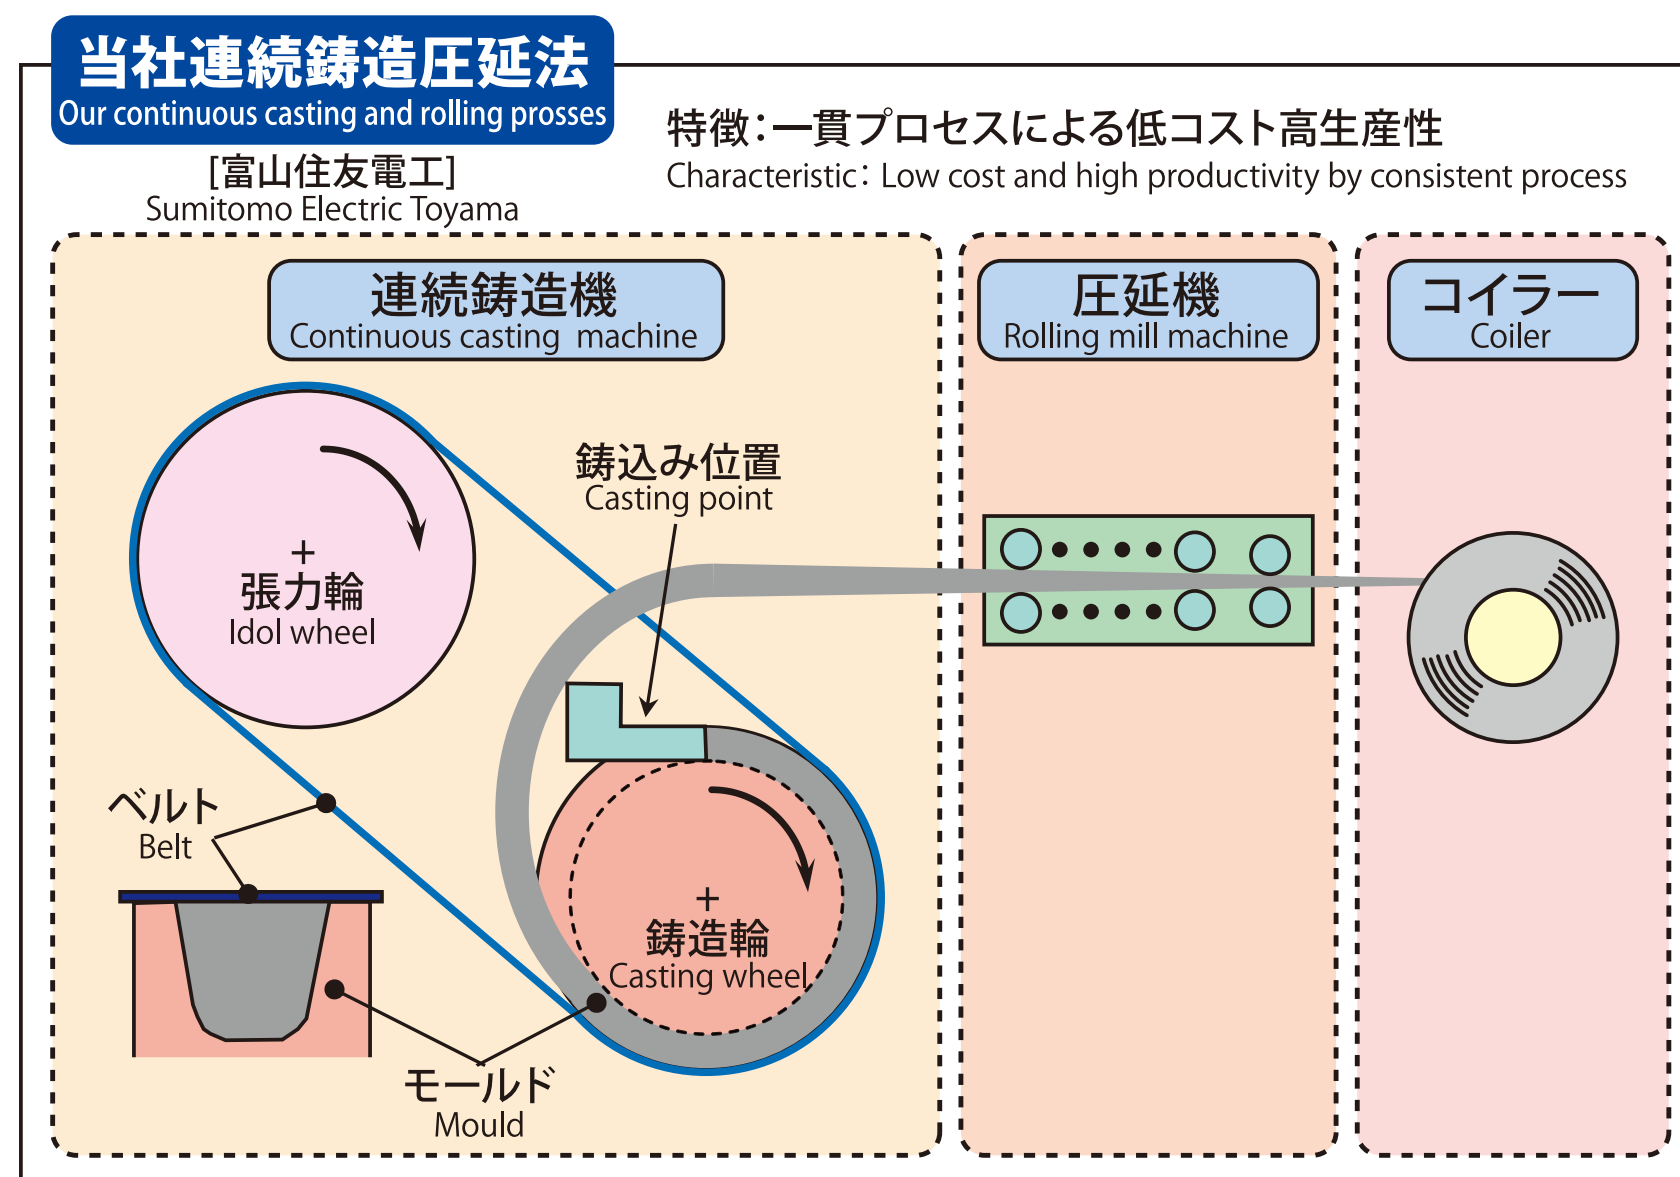 当社連続鋳造圧延法
Our continuous casting and rolling prosses
[富山住友電工]
Sumitomo Electric Toyama
特徴：一貫プロセスによる低コスト高生産性
Characteristic： Low cost and high productivity by consistent process
連続鋳造機
Continuous casting machine
圧延機
Rolling mill machine
コイラー
Coiler
鋳込み位置
Casting point
+
張力輪
Idol wheel
ベルト
Belt
+
鋳造輪
Casting wheel
モールド
Mould